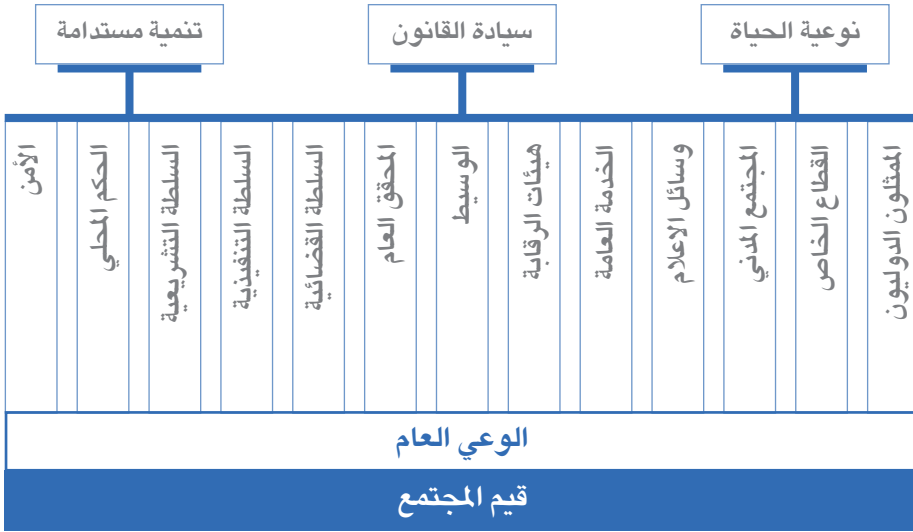 نوعية الحياة
سيادة القانون
تنمية مستدامة
الممثلون الدوليون
القطاع الخاص
المجتمع المدني
وسائل الاعلام
الخدمة العامة
هيئات الرقابة
الوسيط
المحقق العام
السلطة القضائية
السلطة التنفيذية
السلطة التشريعية
الحكم المحلي
الأمن
الوعي العام
قيم المجتمع